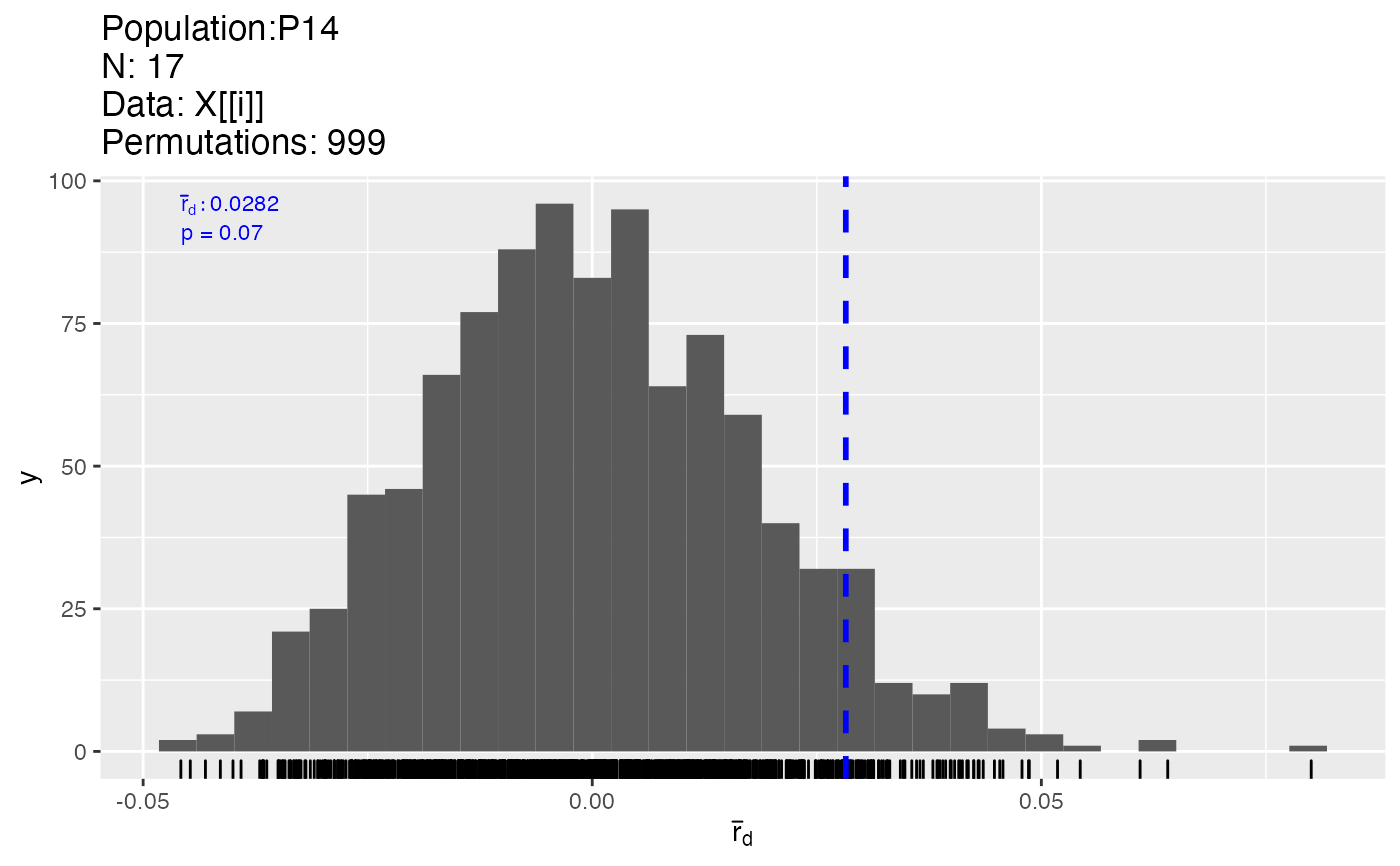 Population:P14
N: 17
Data: X[[i]]
Permutations: 999
r̄d : 0.0282
p = 0.07
100
75
50
25
0
y
-0.05
0.00
0.05
r̄d